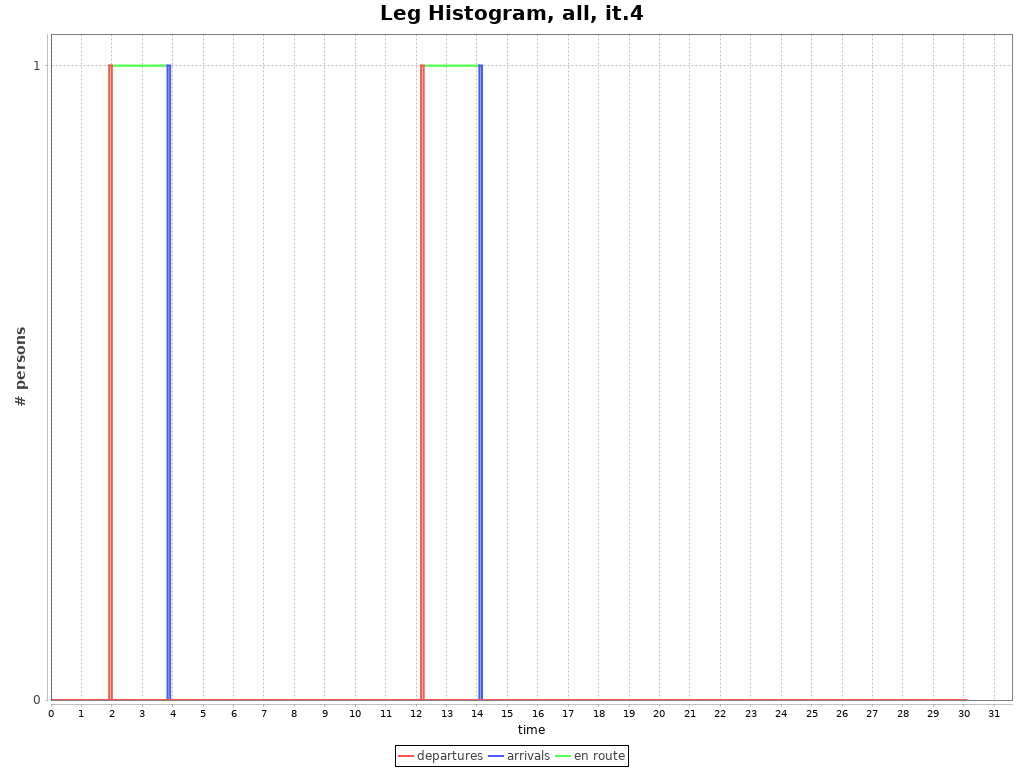 Leg Histogram, all, it.4
1
# persons
0
0 1 2 3 4 5 6 7 8 9 10 11 12 13 14 15 16 17 18 19 20 21 22 23 24 25 26 27 28 29 30 31
time
departures arrivals en route